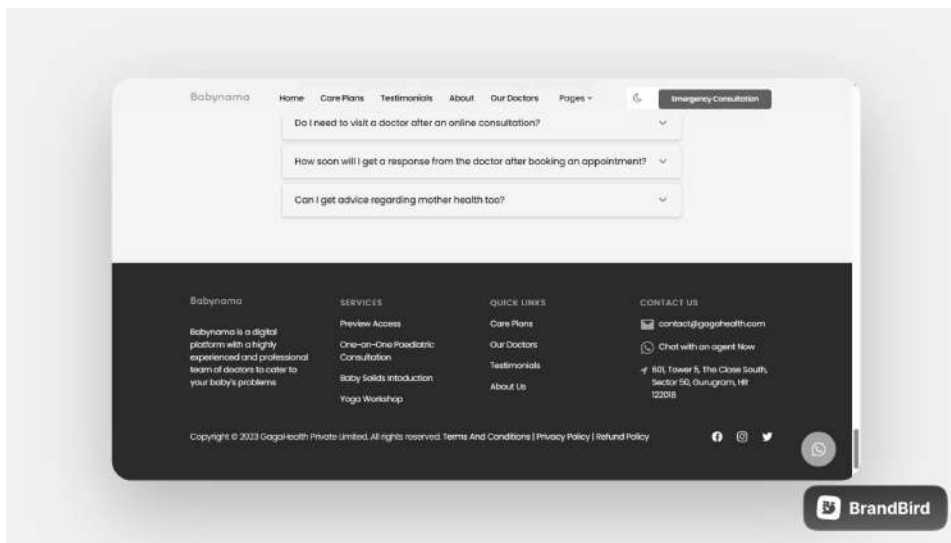 Babynama
Home Care Plans Testimonials About Our Doctors Pages
Emergency Consultation
Do I need to visit a doctor after an online consultation?
How soon will I get a response from the doctor after booking an appointment?
Can I get advice regarding mother health too?
Babynama
Babynama is a digital
platform with a highly
experienced and professional
team of doctors to cater to
your baby's problems
SERVICES
Preview Access
One-on-One Paediatric
Consultation
Baby Solids Intoduction
Yoga Workshop
QUICK LINKS
Care Plans
Our Doctors
Testimonials
About Us
CONTACT US
contact@gagahealth.com
Chat with an agent Now
601, Tower 5, The Close South,
Sector 50, Gurugram, HR
122018
Copyright © 2023 GagaHealth Private Limited. All rights reserved. Terms And Conditions | Privacy Policy | Refund Policy
BrandBird